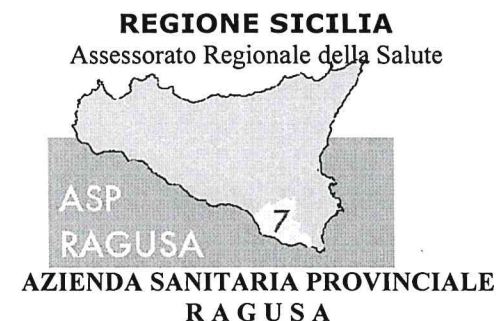 REGIONE SICILIA
Assessorato Regionale della Salute
ASP
RAGUSA
7
AZIENDA SANITARIA PROVINCIALE
RAGUSA